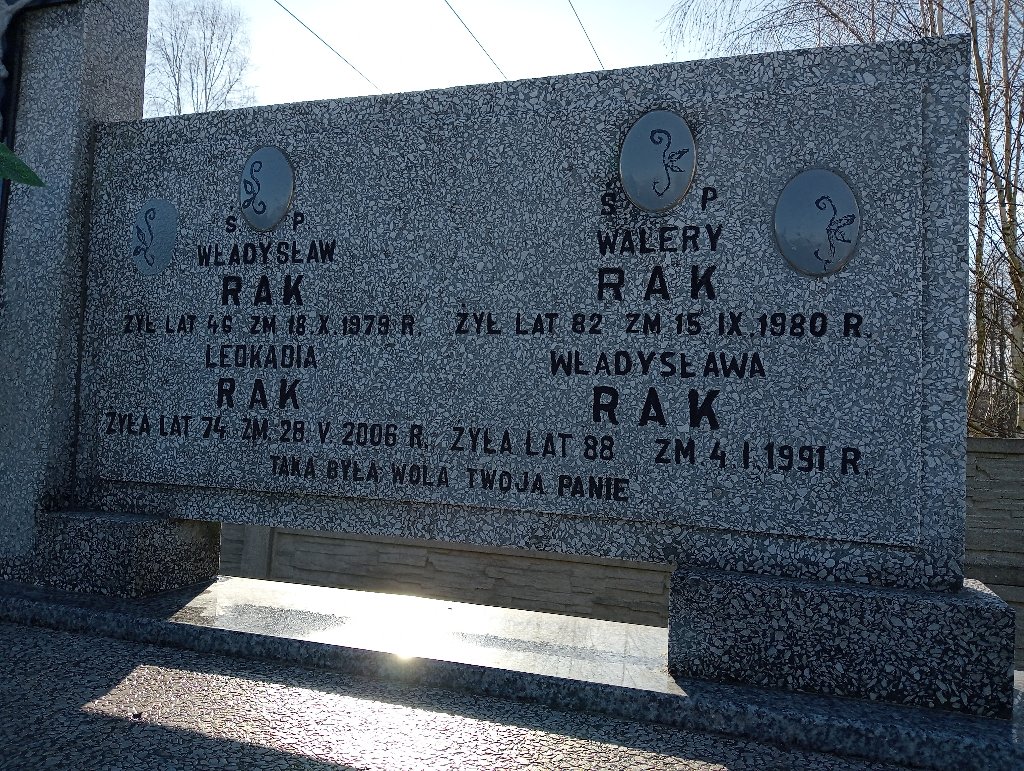 S P
WŁADYSŁAW
RAK
ŻYŁ LAT 46 ZM 18.X.1979 R.
LEOKADIA
RAK
ŻYŁA LAT 74 ZM. 28.V.2006 R.
S P
WALERY
RAK
ŻYŁ LAT 82 ZM 15.IX.1980 R.
WŁADYSŁAWA
RAK
ŻYŁA LAT 88 ZM. 4.I.1991 R.
TAKA BYŁA WOLA TWOJA PANIE